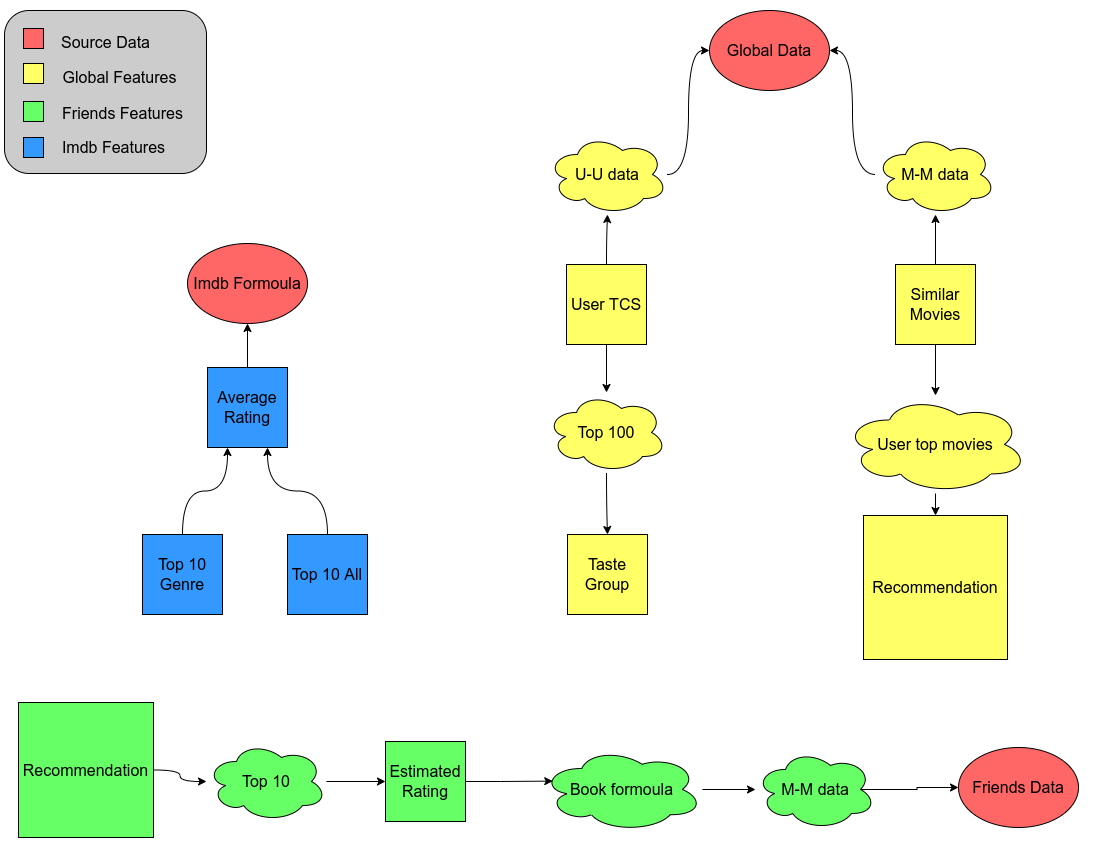 Source Data
Global Features
Friends Features
Imdb Features
Global Data
U-U data
M-M data
Imdb Formoula
User TCS
Similar
Movies
Average
Rating
Top 100
User top movies
Top 10
Genre
Top 10 All
Taste
Group
Recommendation
Recommendation
Top 10
Estimated
Rating
Book formoula
M-M data
Friends Data